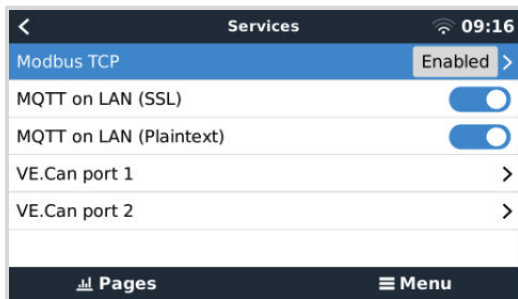 Services 09:16
Modbus TCP Enabled
MQTT on LAN (SSL)
MQTT on LAN (Plaintext)
VE.Can port 1
VE.Can port 2
Pages Menu